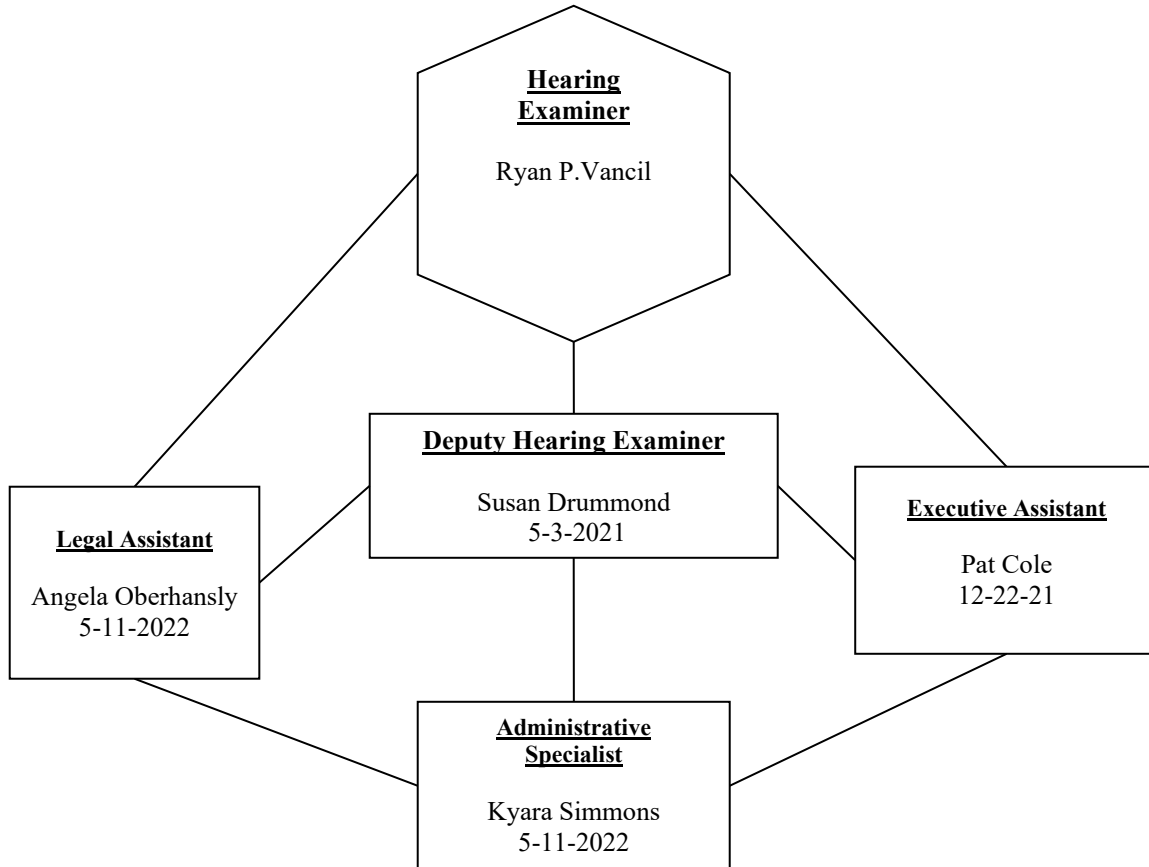 Hearing
Examiner
Ryan P.Vancil
Deputy Hearing Examiner
Susan Drummond
5-3-2021
Legal Assistant
Angela Oberhansly
5-11-2022
Executive Assistant
Pat Cole
12-22-21
Administrative
Specialist
Kyara Simmons
5-11-2022